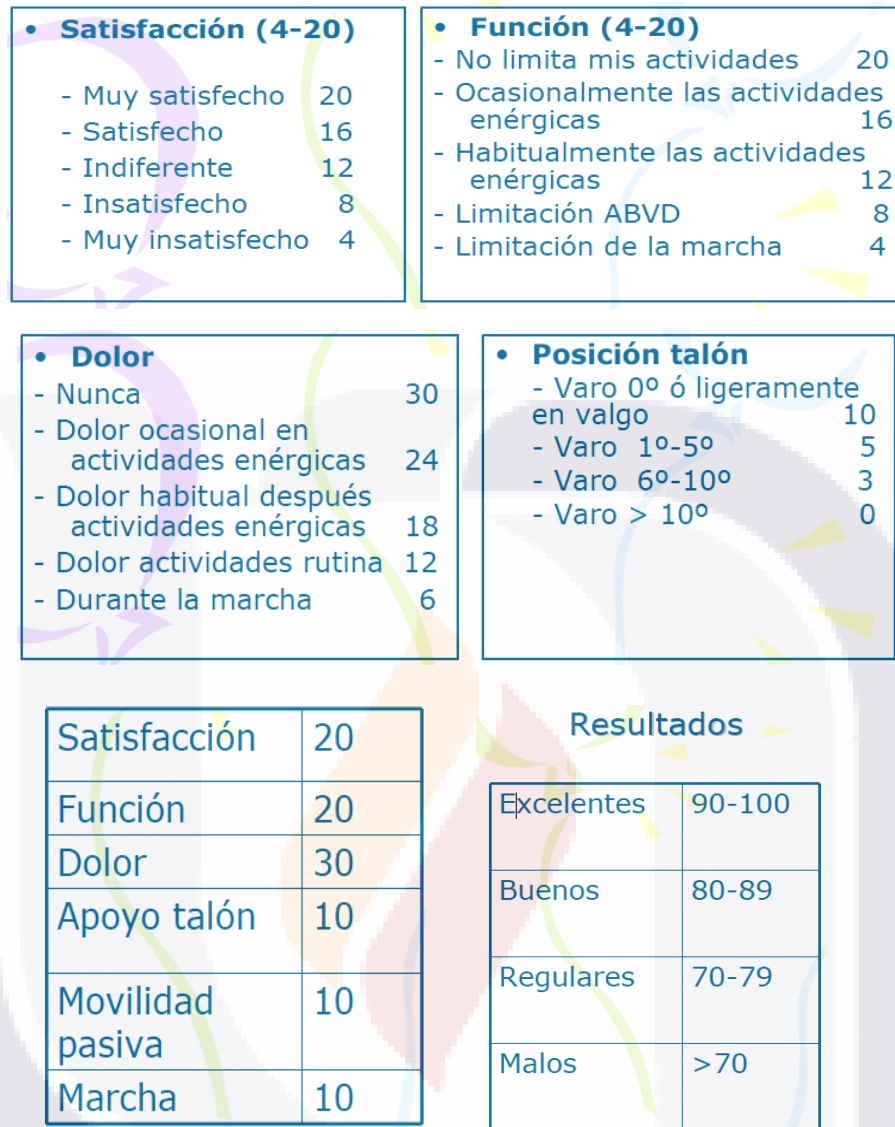 • Satisfacción (4-20)
- Muy satisfecho 20
- Satisfecho 16
- Indiferente 12
- Insatisfecho 8
- Muy insatisfecho 4
• Función (4-20)
- No limita mis actividades 20
- Ocasionalmente las actividades
enérgicas 16
- Habitualmente las actividades
enérgicas 12
- Limitación ABVD 8
- Limitación de la marcha 4
• Dolor
- Nunca 30
- Dolor ocasional en
actividades enérgicas 24
- Dolor habitual después
actividades enérgicas 18
- Dolor actividades rutina 12
- Durante la marcha 6
• Posición talón
- Varo 0º ó ligeramente
en valgo 10
- Varo 1º-5º 5
- Varo 6º-10º 3
- Varo > 10º 0
Satisfacción 20
Función 20
Dolor 30
Apoyo talón 10
Movilidad
pasiva 10
Marcha 10
Resultados
Excelentes 90-100
Buenos 80-89
Regulares 70-79
Malos >70